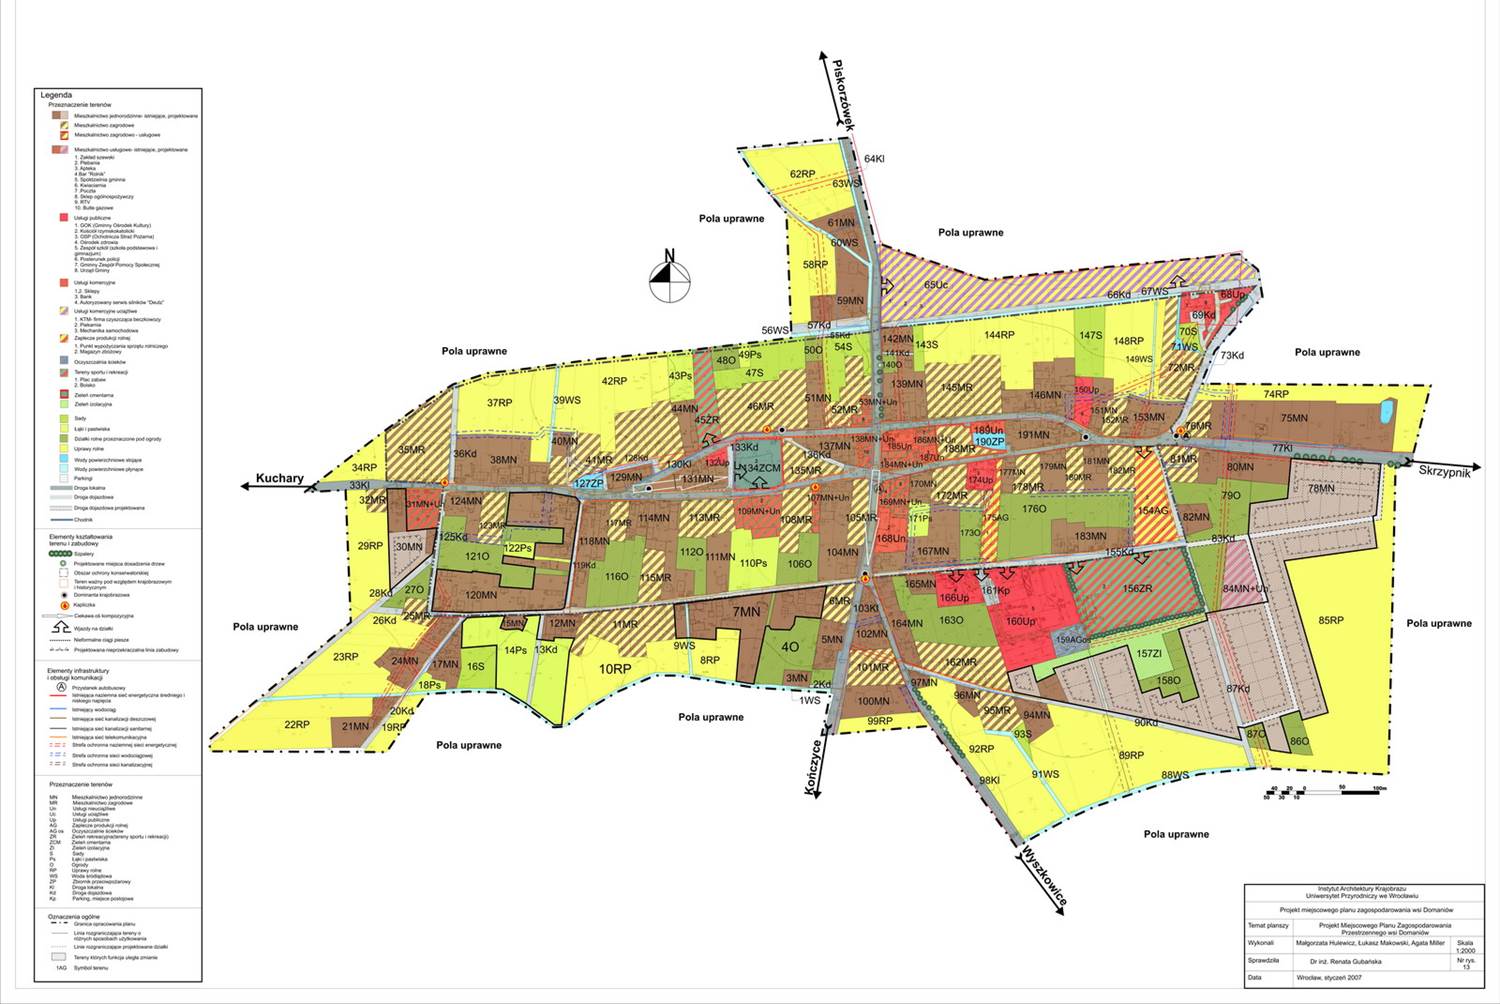 Legenda
Przeznaczenie terenów
Mieszkalnictwo jednorodzinne- istniejące, projektowane
Mieszkalnictwo zagrodowe
Mieszkalnictwo zagrodowo - usługowe
Mieszkalnictwo-usługowe- istniejące, projektowane
1. Zakład szewski
2. Plebania
3. Apteka
4.Bar "Rolnik"
5. Spółdzielnia gminna
6. Kwiaciarnia
7. Poczta
8. Sklep ogólnospożywczy
9. RTV
10. Butle gazowe
Usługi publiczne
1. GOK (Gminny Ośrodek Kultury)
2. Kościół rzymskokatolicki
3. OSP (Ochotnicza Straż Pożarna)
4. Ośrodek zdrowia
5. Zespół szkół (szkoła podstawowa i
gimnazjum)
6. Posterunek policji
7. Gminny Zespół Pomocy Społecznej
8. Urząd Gminy
Usługi komercyjne
1,2. Sklepy
3. Bank
4. Autoryzowany serwis silników "Deutz"
Usługi komercyjne uciążliwe
1. KTM- firma czyszcząca beczkowozy
2. Piekarnia
3. Mechanika samochodowa
Zaplecze produkcji rolnej
1. Punkt wypożyczania sprzętu rolniczego
2. Magazyn zbożowy
Oczyszczalnia ścieków
Tereny sportu i rekreacji
1. Plac zabaw
2. Boisko
Zieleń cmentarna
Zieleń izolacyjna
Sady
Łąki i pastwiska
Działki rolne przeznaczone pod ogrody
Uprawy rolne
Wody powierzchniowe stojące
Wody powierzchniowe płynące
Parkingi
Droga lokalna
Droga dojazdowa
Droga dojazdowa projektowana
Chodnik
Elementy kształtowania
terenu i zabudowy
Szpalery
Projektowane miejsca dosadzenia drzew
Obszar ochrony konserwatorskiej
Teren ważny pod względem krajobrazowym
i historycznym
Dominanta krajobrazowa
Kapliczka
Ciekawa oś kompozycyjna
Wjazdy na działki
Nieformalne ciągi piesze
Projektowana nieprzekraczalna linia zabudowy
Elementy infrastruktury
i obsługi komunikacji
A Przystanek autobusowy
Istniejąca naziemna sieć energetyczna średniego i
niskiego napięcia
Istniejący wodociąg
Istniejąca sieć kanalizacji deszczowej
Istniejąca sieć kanalizacji sanitarnej
Istniejąca sieć telekomunikacyjna
Strefa ochronna naziemnej sieci energetycznej
Strefa ochronna sieci wodociągowej
Strefa ochronna sieci kanalizacyjnej
Przeznaczenie terenów
MN Mieszkalnictwo jednorodzinne
MR Mieszkalnictwo zagrodowe
Un Usługi nieuciążliwe
Uc Usługi uciążliwe
Up Usługi publiczne
AG Zaplecze produkcji rolnej
AG os Oczyszczalnie ścieków
ZR Zieleń rekreacyjna(tereny sportu i rekreacji)
ZCM Zieleń cmentarna
ZI Zieleń izolacyjna
S Sady
Ps Łąki i pastwiska
O Ogrody
RP Uprawy rolne
WS Woda śródlądowa
ZP Zbiornik przeciwpożarowy
Kl Droga lokalna
Kd Droga dojazdowa
Kp Parking, miejsce postojowe
Oznaczenia ogólne
Granica opracowania planu
Linia rozgraniczająca tereny o
różnych sposobach użytkowania
Linie rozgraniczające projektowane działki
Tereny których funkcja uległa zmianie
1AG Symbol terenu
Piskorzówek
64Kl
62RP
63WS
Pola uprawne
61MN
60WS
Pola uprawne
N
58RP
65Uc
59MN
66Kd
67WS
68Up
69Kd
56WS
57Kd
55Kd
70S
71WS
Pola uprawne
Pola uprawne
48O
49Ps
47S
50O
54S
142MN
141Kd
140O
143S
144RP
147S
148RP
149WS
73Kd
72MR
42RP
43Ps
37RP
39WS
44MN
45ZR
46MR
51MN
52MR
53MN+Un
139MN
145MR
146MN
150Up
151MN
152MR
153MN
74RP
75MN
76MR
77Kl
Skrzypnik
35MR
36Kd
38MN
40MN
41MR
128Kd
129MN
130Kl
131MN
132Up
133Kd
134ZCM
135MR
136Kd
137MN
138MN+Un
185Un
184MN+Un
186MN+Un
187Un
188MR
189Un
190ZP
191MN
81MR
80MN
78MN
79O
34RP
33Kl
Kuchary
32MR
31MN+Un
30MN
29RP
124MN
123MR
125Kd
121O
122Ps
120MN
127ZP
117MR
118MN
119Kd
114MN
113MR
109MN+Un
108MR
107MN+Un
105MR
104MN
106O
110Ps
111MN
112O
115MR
116O
170MN
169MN+Un
168Un
171Ps
172MR
173O
174Up
175AG
176O
177MN
178MR
179MN
180MR
181MN
182MR
154AG
82MN
183MN
155Kd
83Kd
84MN+Un
85RP
167MN
165MN
166Up
161Kp
160Up
156ZR
159AGos
157ZI
158O
163O
164MN
162MR
28Kd
27O
26Kd
25MR
24MN
23RP
22RP
21MN
20Kd
19RP
18Ps
17MN
16S
15MN
14Ps
13Kd
12MN
11MR
10RP
9WS
8RP
7MN
6MR
5MN
4O
3MN
2Kd
1WS
103Kl
102MN
101MR
100MN
99RP
97MN
96MN
95MR
94MN
93S
92RP
98Kl
91WS
90Kd
89RP
88WS
87Kd
87O
86O
Pola uprawne
Pola uprawne
Pola uprawne
Pola uprawne
Pola uprawne
Kończyce
Wyszkowice
Instytut Architektury Krajobrazu
Uniwersytet Przyrodniczy we Wrocławiu
Projekt miejscowego planu zagospodarowania wsi Domaniów
Temat planszy Projekt Miejscowego Planu Zagospodarowania
Przestrzennego wsi Domaniów
Wykonali Małgorzata Hulewicz, Łukasz Makowski, Agata Miller Skala
1:2000
Sprawdziła Dr inż. Renata Gubańska Nr rys.
13
Data Wrocław, styczeń 2007